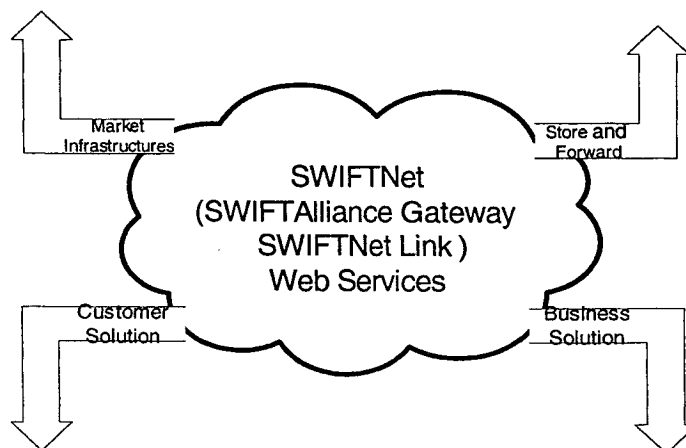 Market
Infrastructures
Store and
Forward
SWIFTNet
(SWIFTAlliance Gateway
SWIFTNet Link )
Web Services
Customer
Solution
Business
Solution